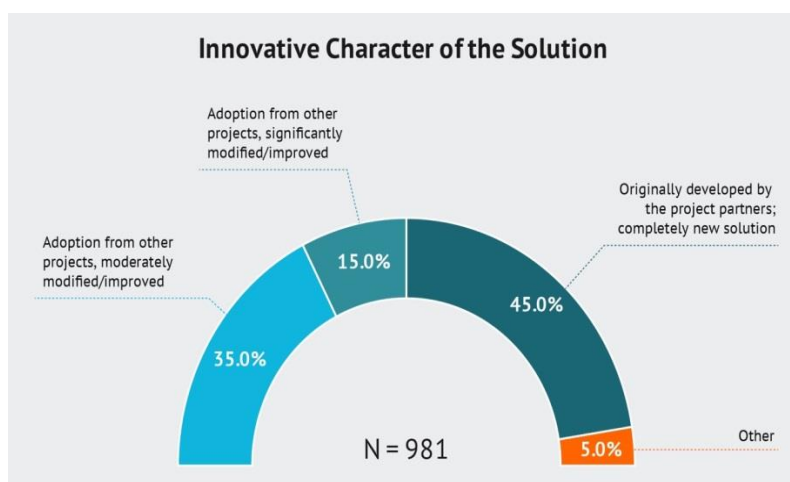 Innovative Character of the Solution
Adoption from other
projects, significantly
modified/improved
Originally developed by
the project partners;
completely new solution
Adoption from other
projects, moderately
modified/improved
15.0%
45.0%
35.0%
N = 981
Other
5.0%